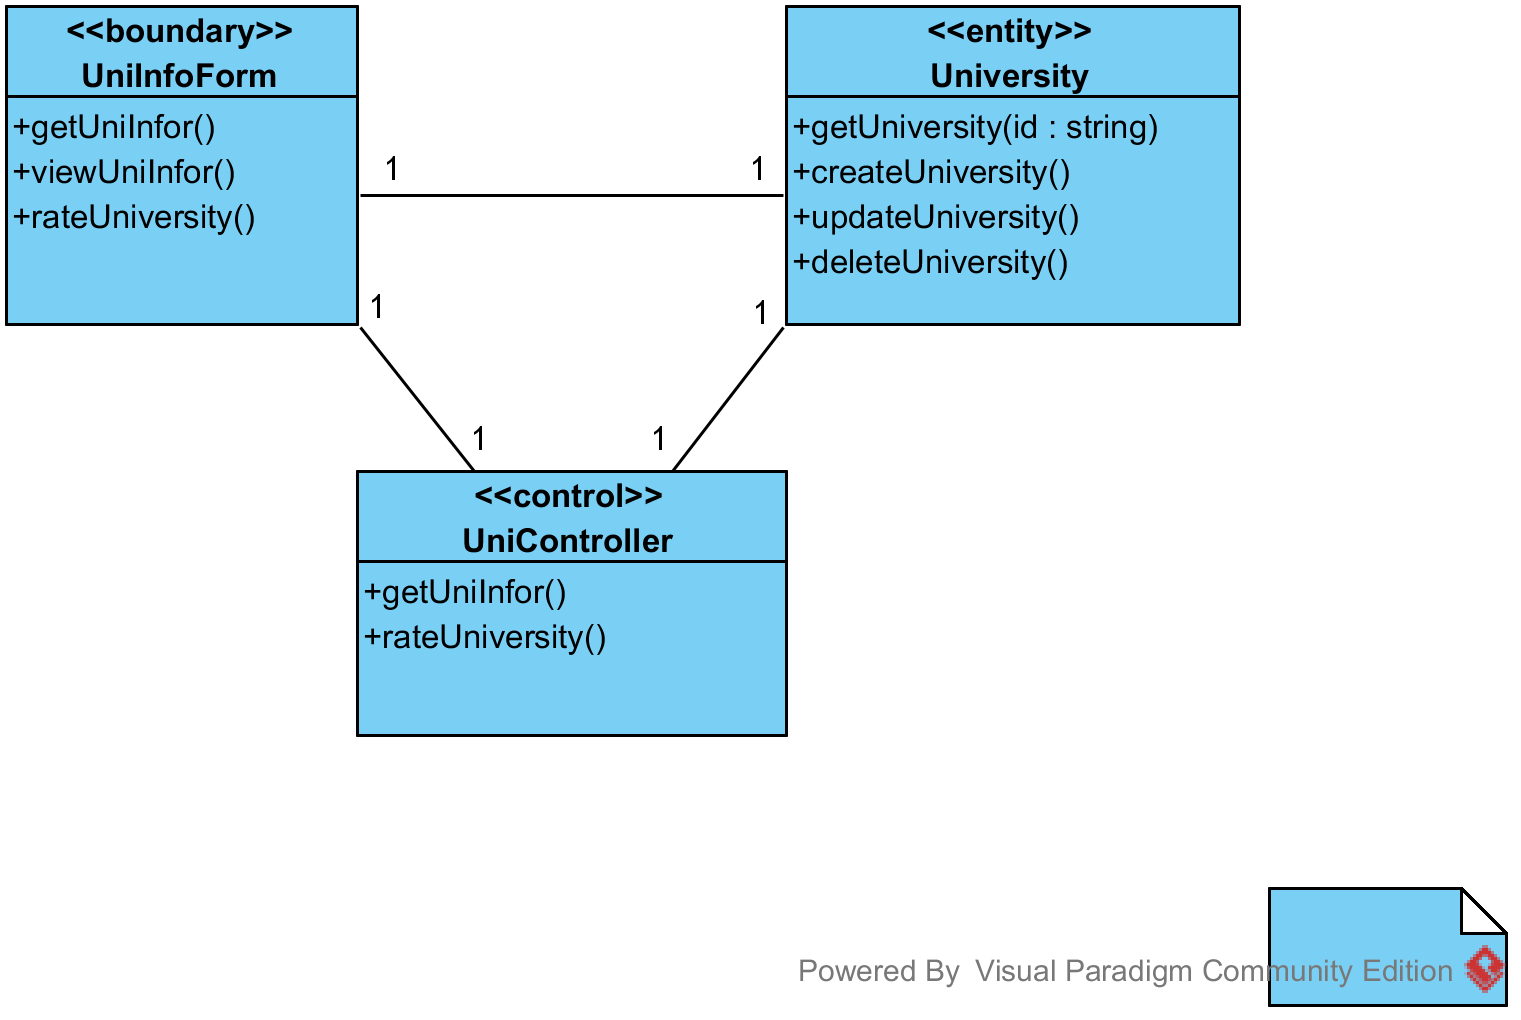 <<boundary>>
UniInfoForm
+getUniInfor()
+viewUniInfor()
+rateUniversity()
<<entity>>
University
+getUniversity(id : string)
+createUniversity()
+updateUniversity()
+deleteUniversity()
1
1
1
1
1
1
<<control>>
UniController
+getUniInfor()
+rateUniversity()
Powered By Visual Paradigm Community Edition